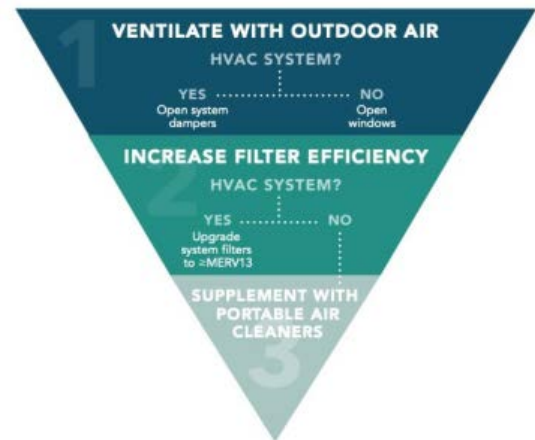 1
VENTILATE WITH OUTDOOR AIR
HVAC SYSTEM?
YES NO
Open system Open
dampers windows
2
INCREASE FILTER EFFICIENCY
HVAC SYSTEM?
YES NO
Upgrade
system filters
to ≥MERV13
SUPPLEMENT WITH
PORTABLE AIR
CLEANERS
3